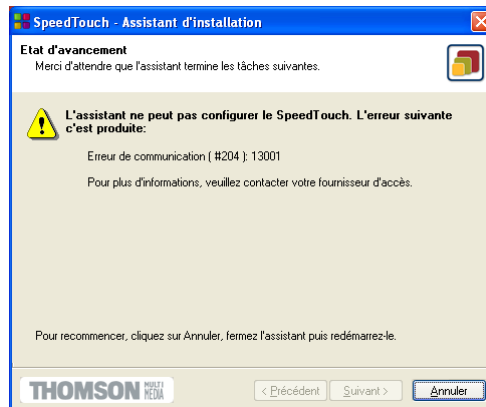 SpeedTouch - Assistant d'installation
Etat d'avancement
Merci d'attendre que l'assistant termine les tâches suivantes.
L'assistant ne peut pas configurer le SpeedTouch. L'erreur suivante
c'est produite:
Erreur de communication ( #204 ): 13001
Pour plus d'informations, veuillez contacter votre fournisseur d'accès.
Pour recommencer, cliquez sur Annuler, fermez l'assistant puis redémarrez-le.
THOMSON MULTI MEDIA
< Précédent Suivant > Annuler